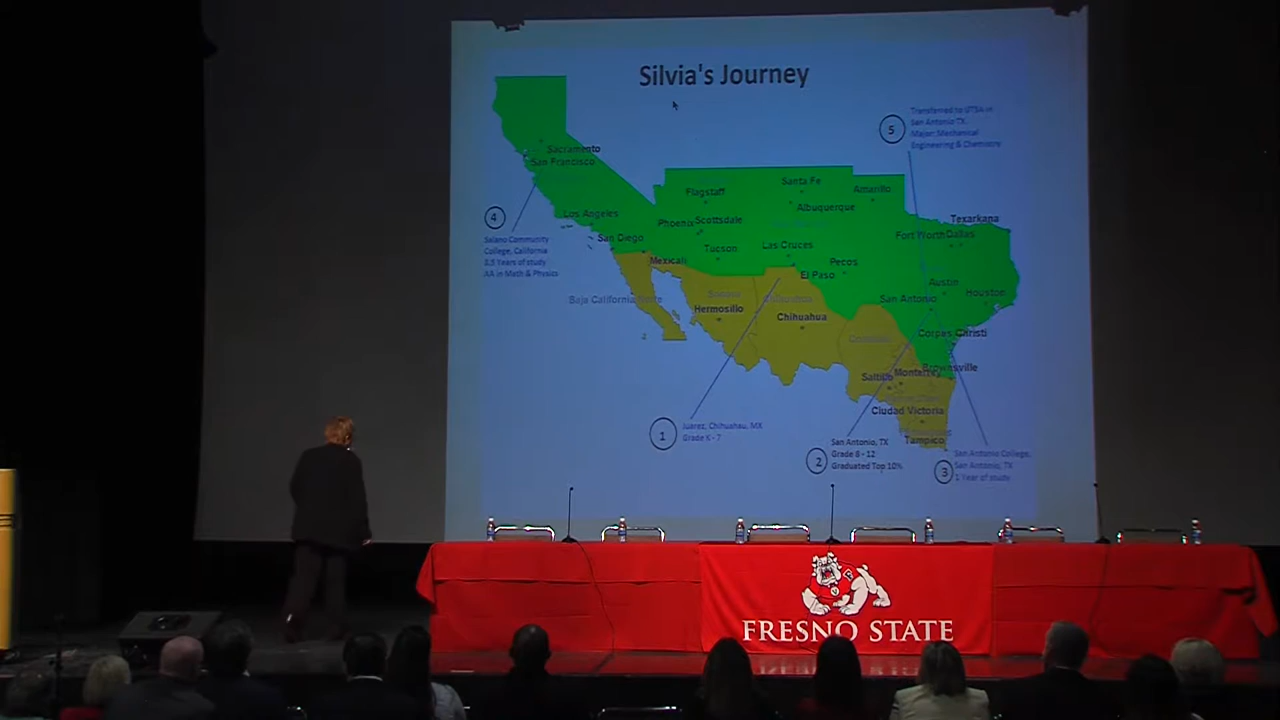 Silvia's Journey
5
Transferred to UTSA in
San Antonio TX.
Major: Mechanical
Engineering & Chemistry
Sacramento
San Francisco
Santa Fe
Flagstaff
Amarillo
Albuquerque
4
Los Angeles
Phoenix
Scottsdale
Texarkana
San Diego
Fort Worth
Dallas
Solano Community
College, California
3.5 Years of study
AA in Math & Physics
Tucson
Las Cruces
Mexicali
Pecos
El Paso
Austin
Houston
Baja California Norte
Sonora
Chihuahua
San Antonio
Hermosillo
Chihuahua
Corpus Christi
Coahuila
Brownsville
Saltillo
Monterrey
Ciudad Victoria
Tampico
1
Juarez, Chihuahau, MX
Grade K - 7
2
San Antonio, TX
Grade 8 - 12
Graduated Top 10%
3
San Antonio College,
San Antonio, TX
1 Year of study
FRESNO STATE